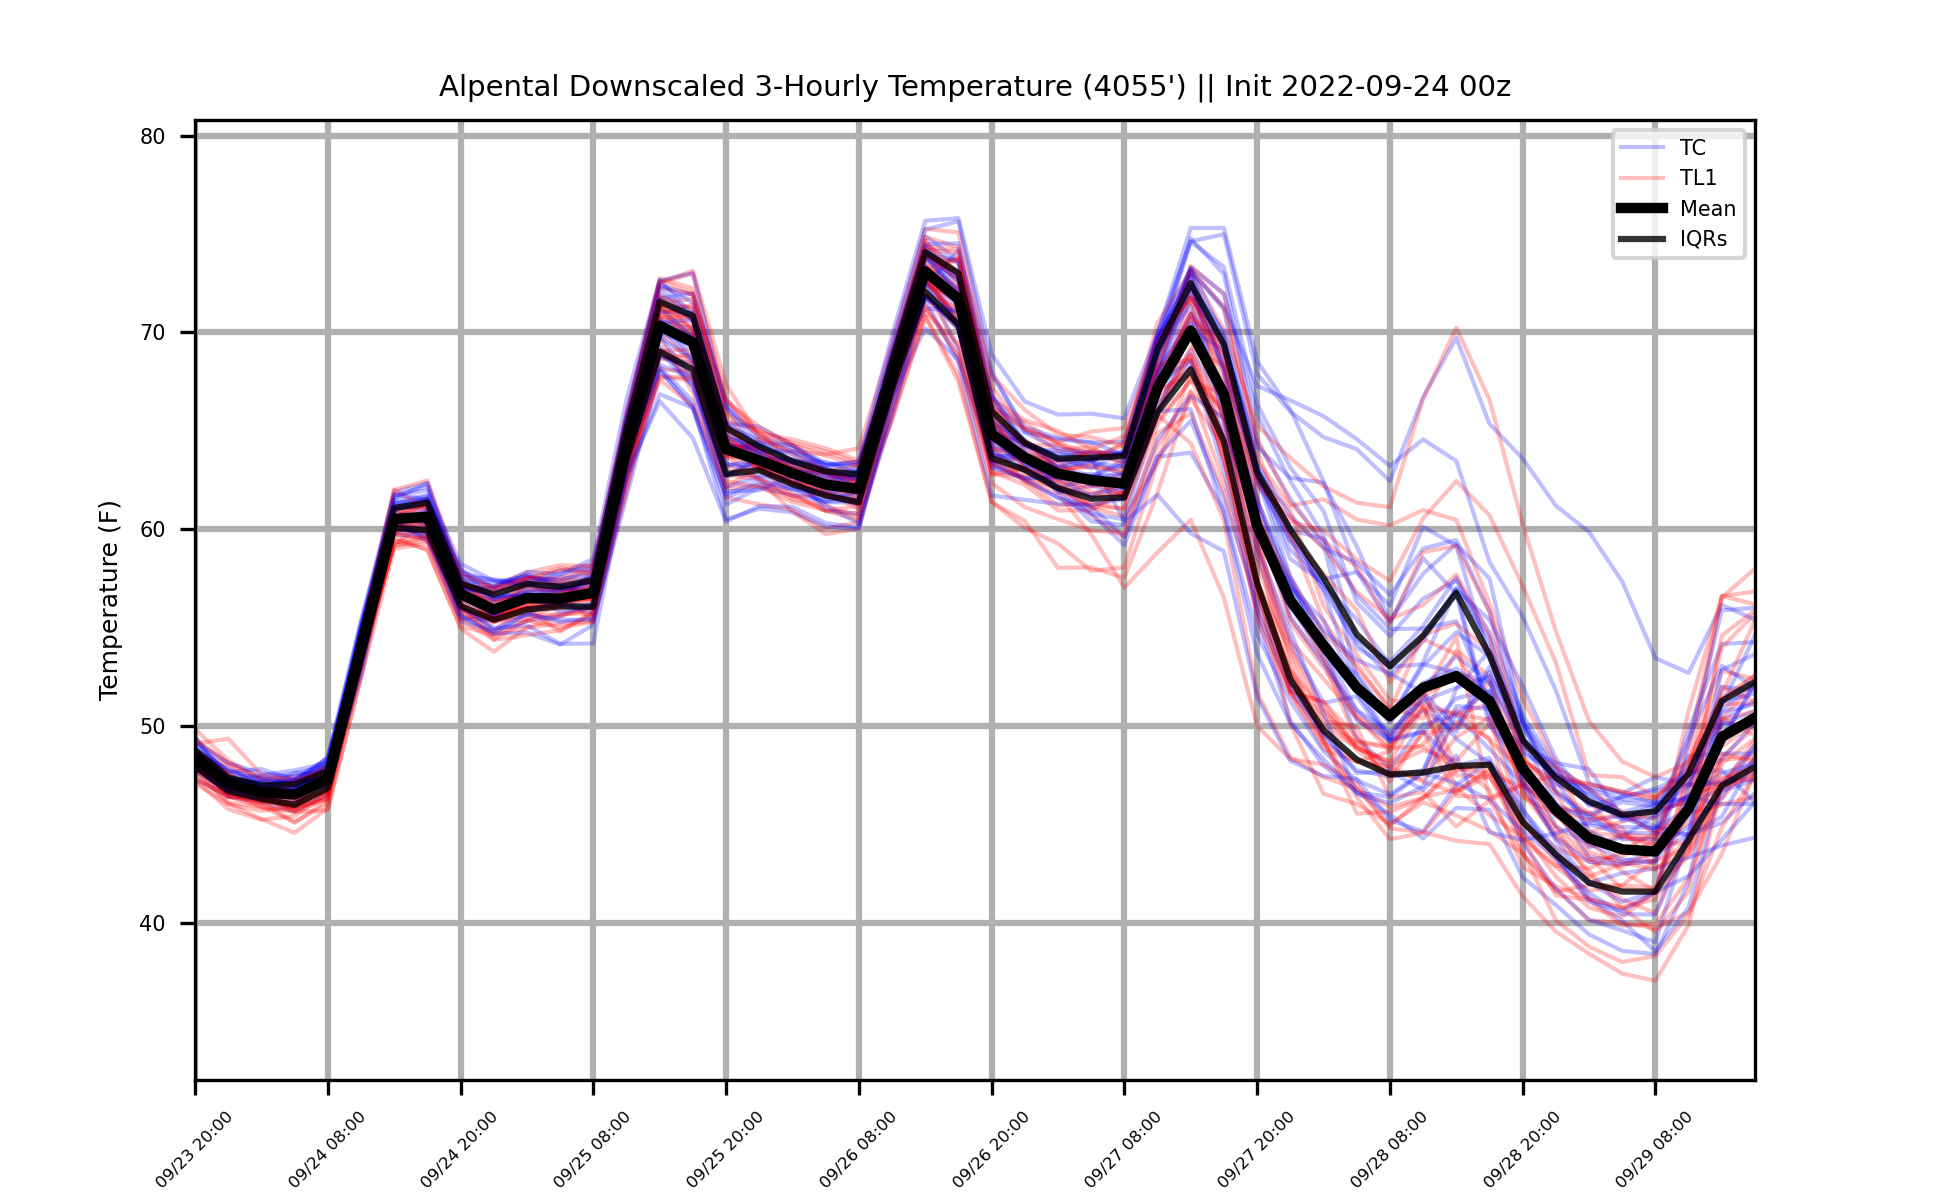 Alpental Downscaled 3-Hourly Temperature (4055') || Init 2022-09-24 00z
TC
TL1
Mean
IQRs
Temperature (F)
80
70
60
50
40
09/23 20:00
09/24 08:00
09/24 20:00
09/25 08:00
09/25 20:00
09/26 08:00
09/26 20:00
09/27 08:00
09/27 20:00
09/28 08:00
09/28 20:00
09/29 08:00